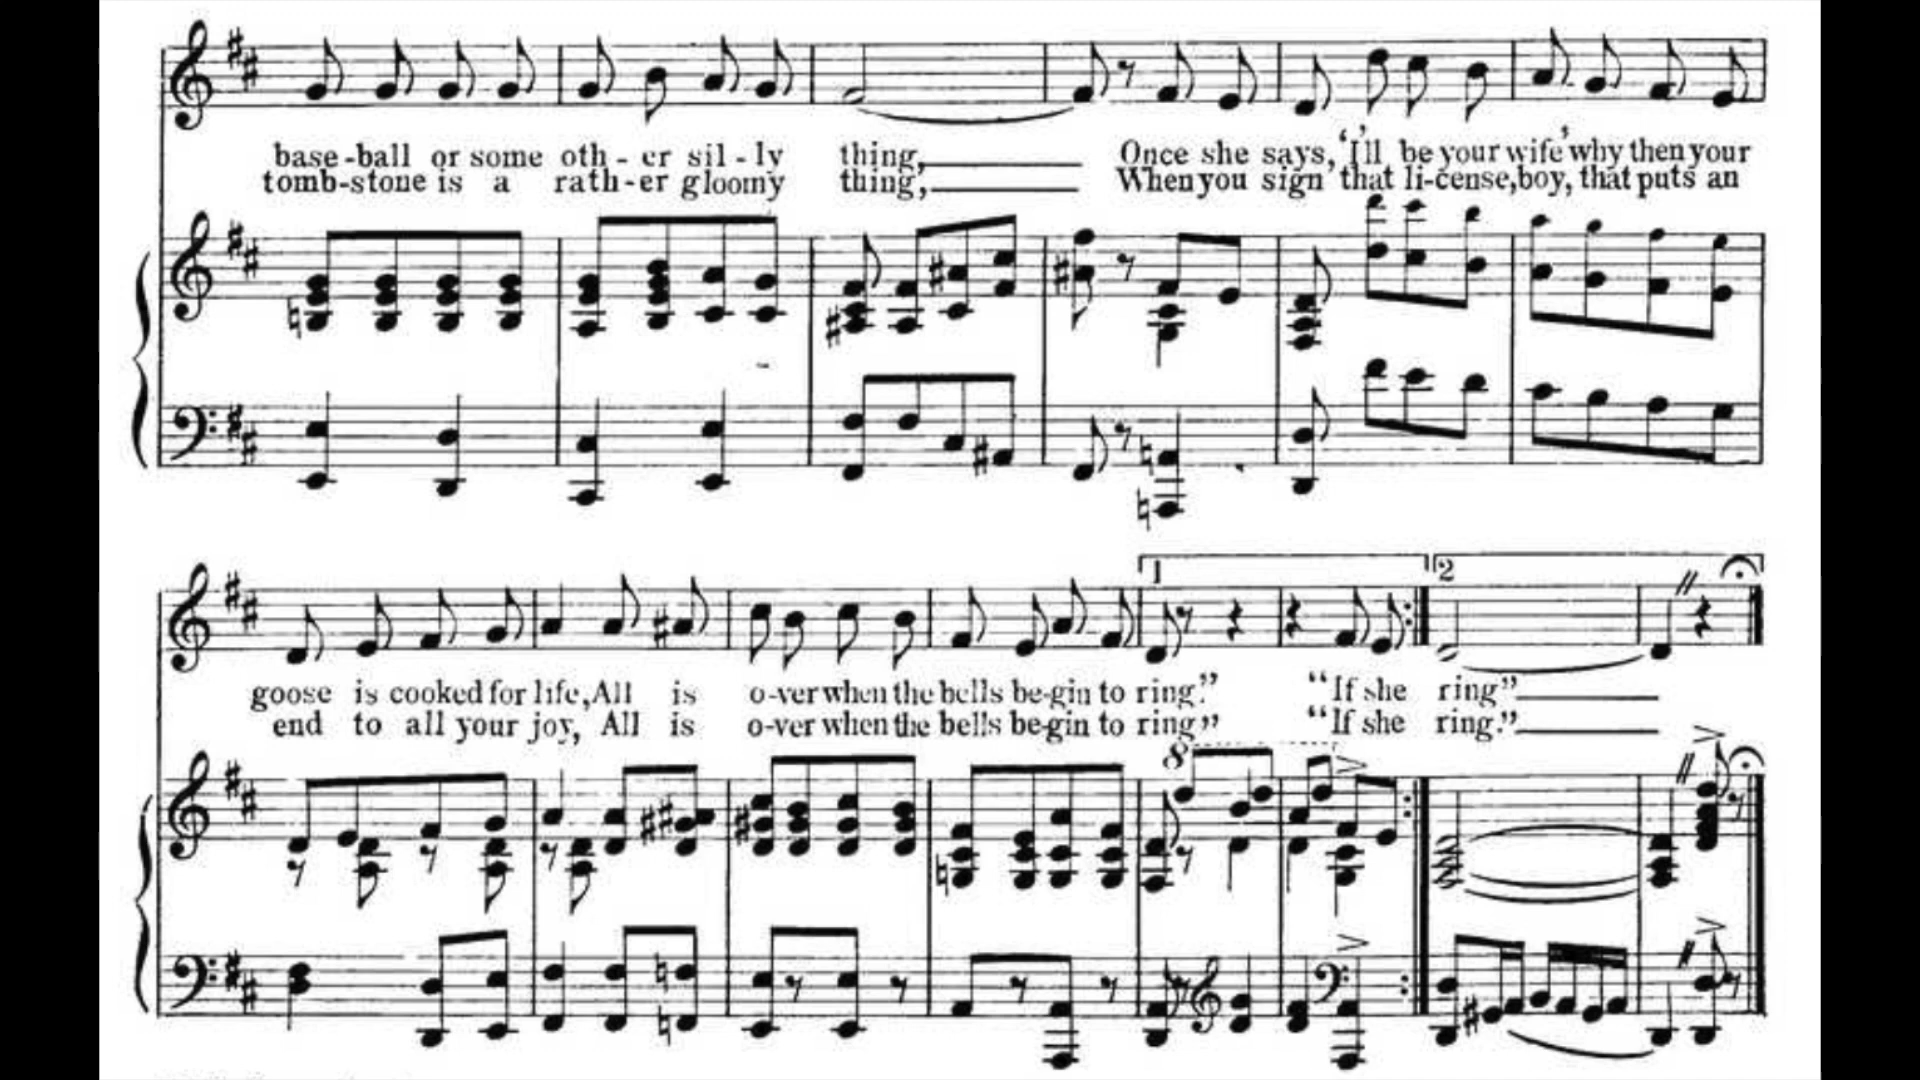 base-ball or some oth-er sil-ly thing, Once she says, 'I'll be your wife' why then your
tomb-stone is a rath-er gloomy thing, When you sign that li-cense, boy, that puts an
1 2
goose is cooked for life, All is o-ver when the bells be-gin to ring." "If she ring"
end to all your joy, All is o-ver when the bells be-gin to ring" "If she ring."
8